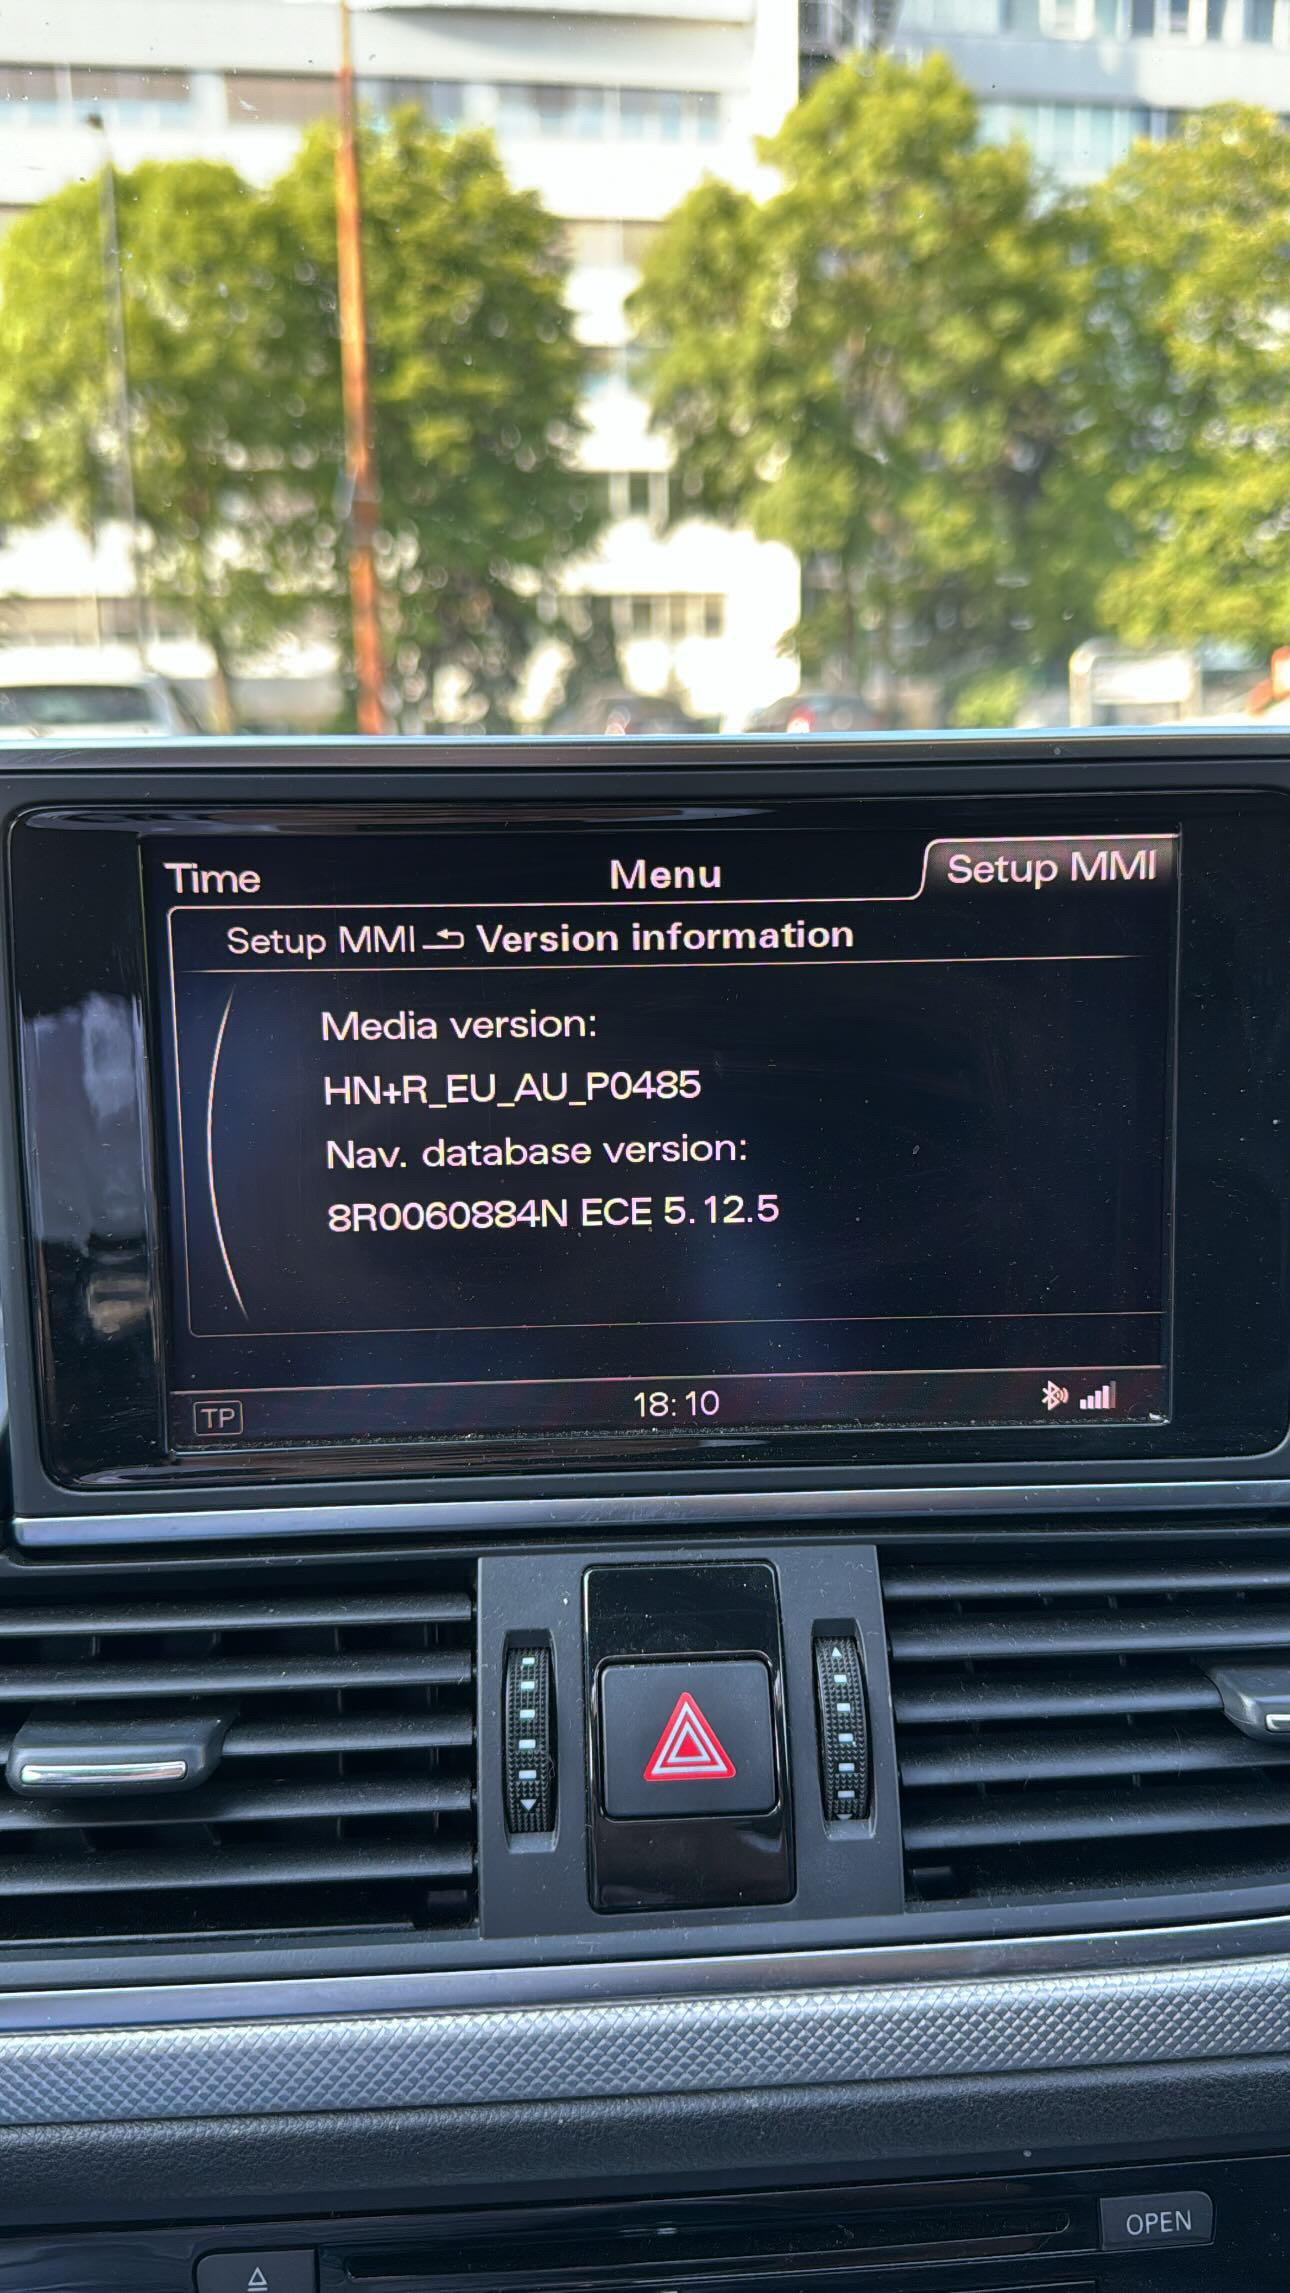 Time Menu Setup MMI
Setup MMI Version information
Media version:
HN+R_EU_AU_P0485
Nav. database version:
8R0060884N ECE 5.12.5
TP 18:10
OPEN